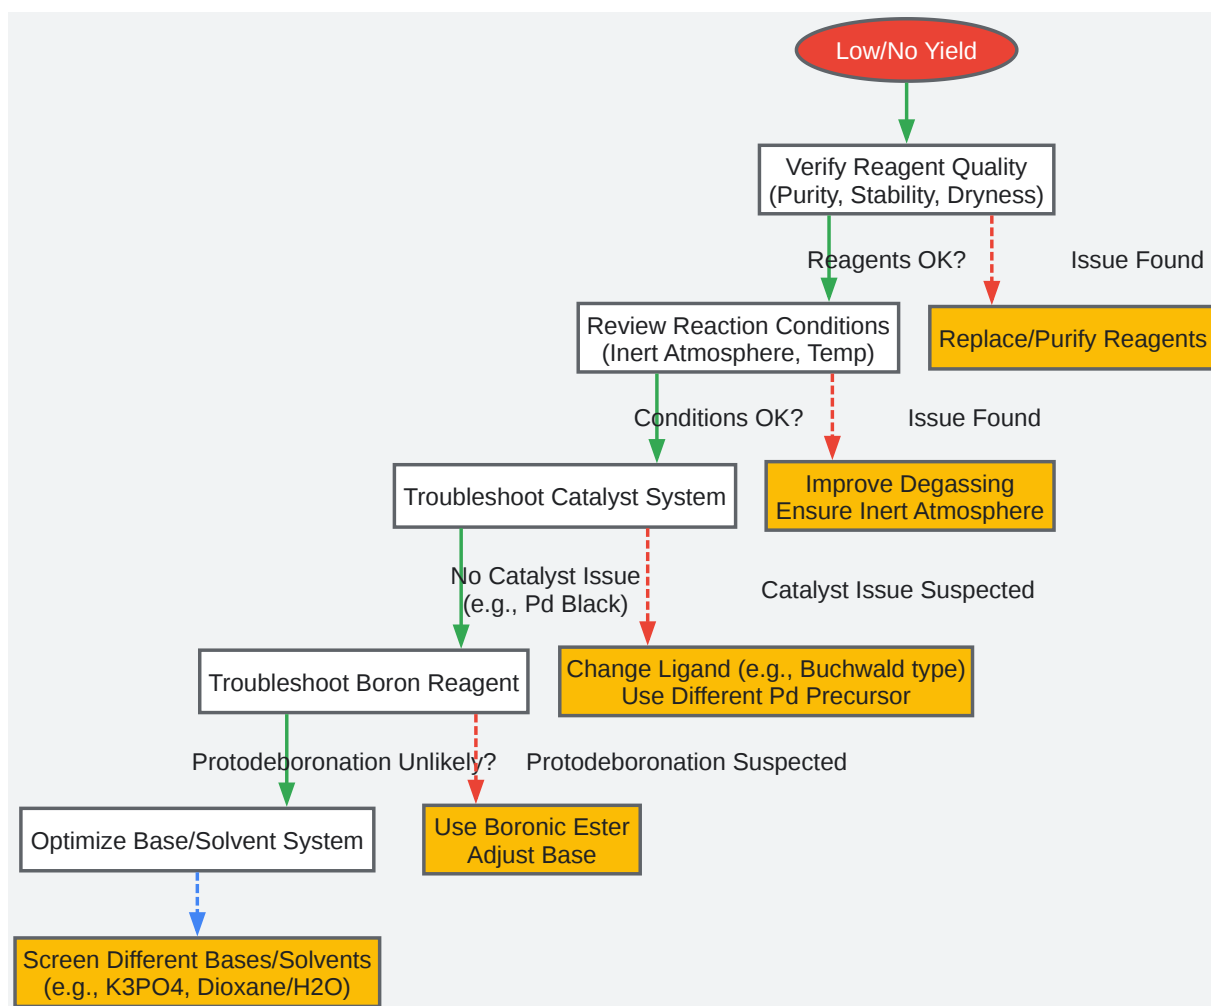 Low/No Yield
Verify Reagent Quality
(Purity, Stability, Dryness)
Reagents OK?
Issue Found
Review Reaction Conditions
(Inert Atmosphere, Temp)
Replace/Purify Reagents
Conditions OK?
Issue Found
Troubleshoot Catalyst System
Improve Degassing
Ensure Inert Atmosphere
No Catalyst Issue
(e.g., Pd Black)
Catalyst Issue Suspected
Troubleshoot Boron Reagent
Change Ligand (e.g., Buchwald type)
Use Different Pd Precursor
Protodeboronation Unlikely?
Protodeboronation Suspected
Optimize Base/Solvent System
Use Boronic Ester
Adjust Base
Screen Different Bases/Solvents
(e.g., K3PO4, Dioxane/H2O)